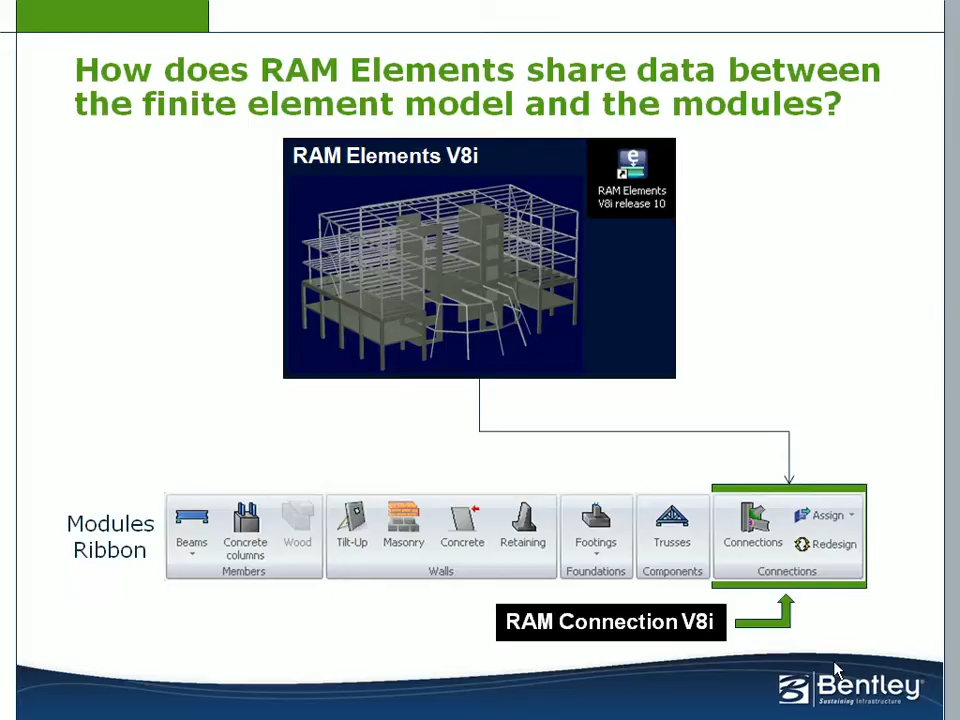 How does RAM Elements share data between
the finite element model and the modules?
RAM Elements V8i
RAM Elements
V8i release 10
Modules
Ribbon
Beams
Concrete
columns
Wood
Members
Tilt-Up
Masonry
Concrete
Retaining
Walls
Footings
Foundations
Trusses
Components
Connections
Assign
Redesign
Connections
RAM Connection V8i
Bentley
Sustaining Infrastructure